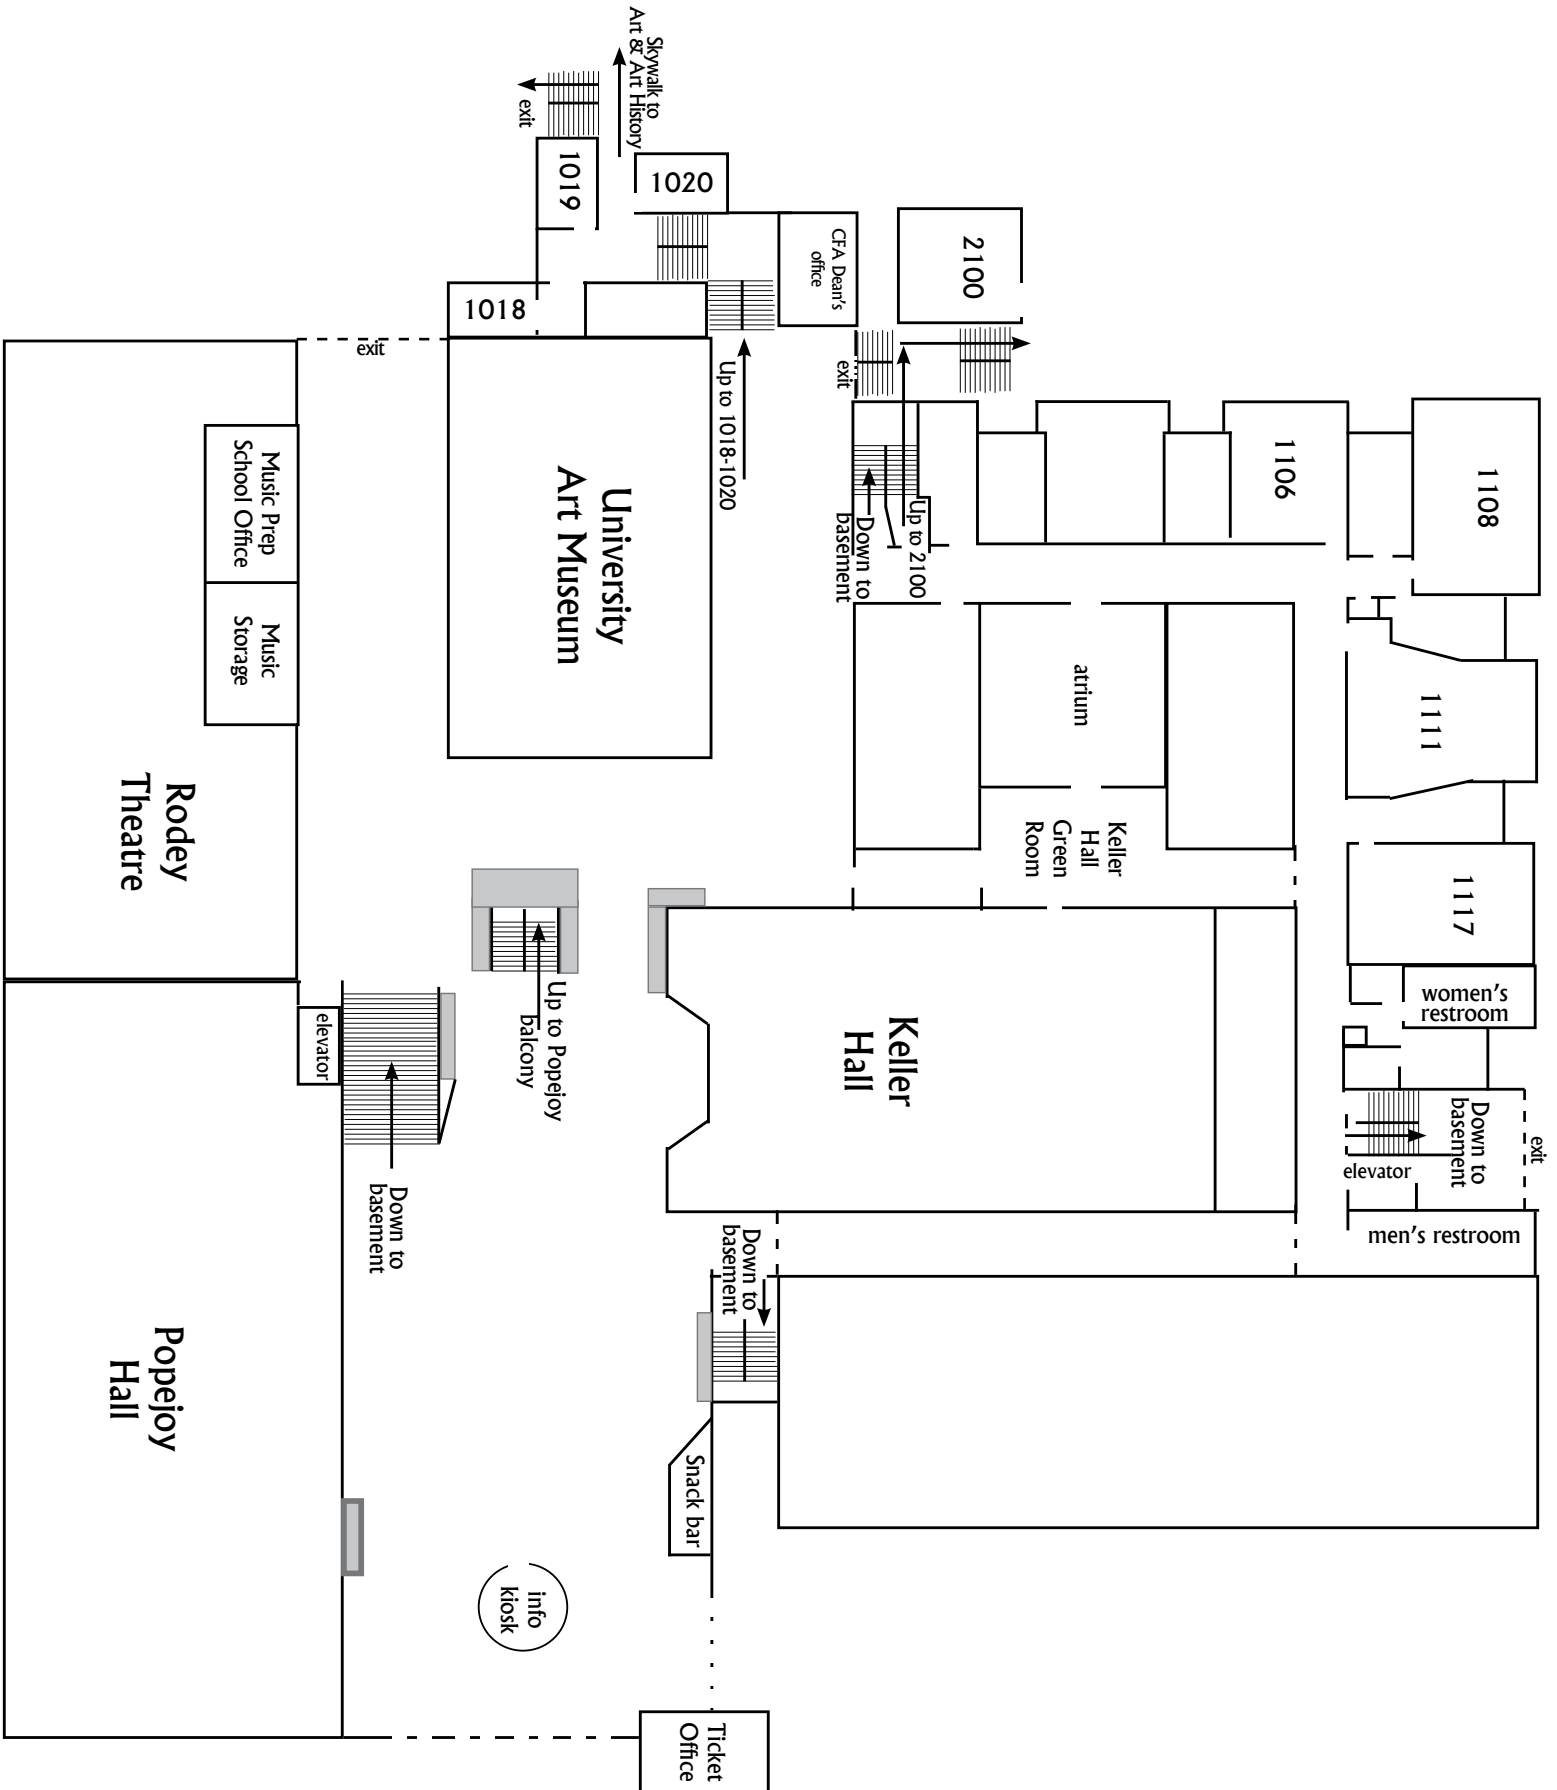 Skywalk to
Art & Art History
exit
1019
1020
CFA Dean's
office
2100
1018
exit
Up to 1018-1020
exit
University
Art Museum
Music Prep
School Office
Music
Storage
Rodey
Theatre
Up to 2100
Down to
basement
1106
1108
atrium
1111
Keller
Hall
Green
Room
1117
women's
restroom
Keller
Hall
Up to Popejoy
balcony
elevator
Down to
basement
exit
Down to
basement
elevator
men's restroom
Down to
basement
Popejoy
Hall
Snack bar
info
kiosk
Ticket
Office